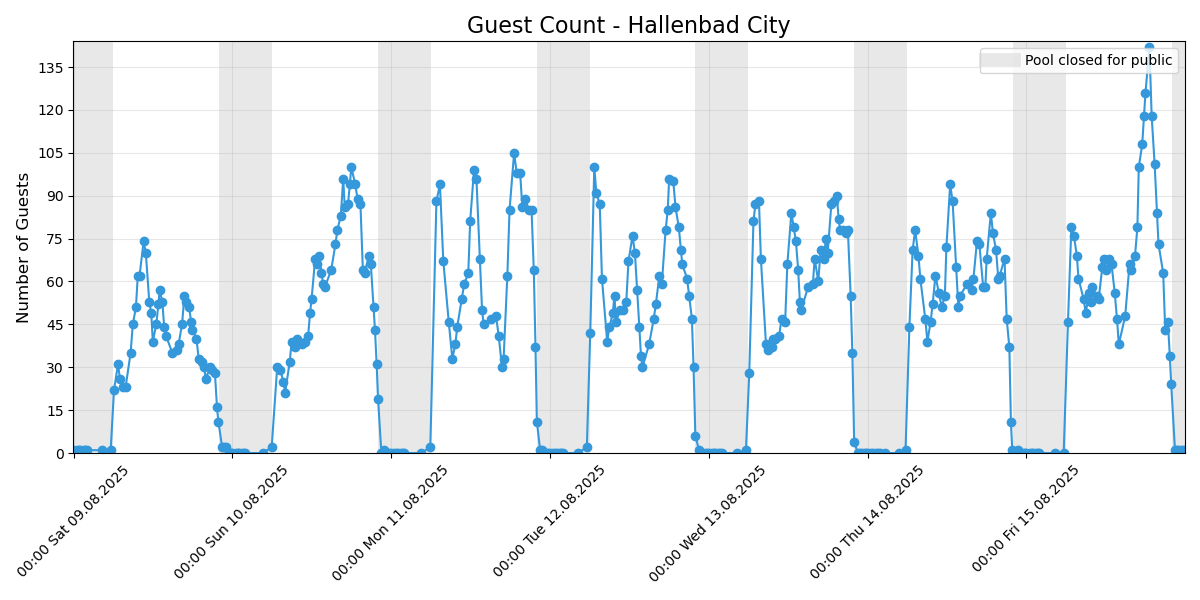 Guest Count - Hallenbad City
Pool closed for public
Number of Guests
135
120
105
90
75
60
45
30
15
0
00:00 Sat 09.08.2025
00:00 Sun 10.08.2025
00:00 Mon 11.08.2025
00:00 Tue 12.08.2025
00:00 Wed 13.08.2025
00:00 Thu 14.08.2025
00:00 Fri 15.08.2025